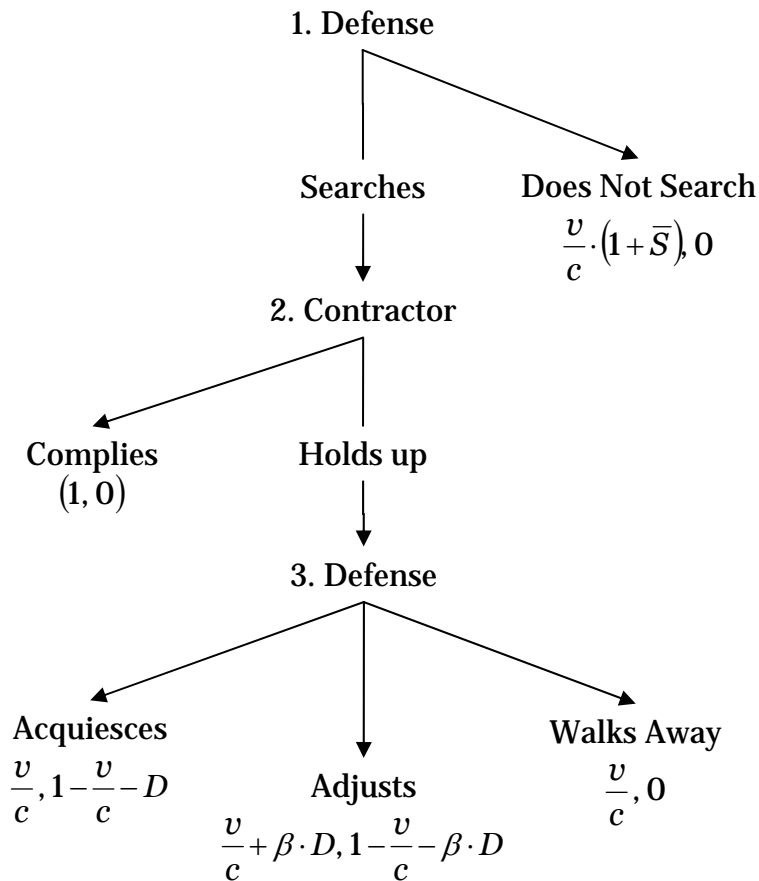 1. Defense
Searches
Does Not Search
v/c · (1 + S̅), 0
2. Contractor
Complies
(1, 0)
Holds up
3. Defense
Acquiesces
v/c, 1 − v/c − D
Adjusts
v/c + β · D, 1 − v/c − β · D
Walks Away
v/c, 0